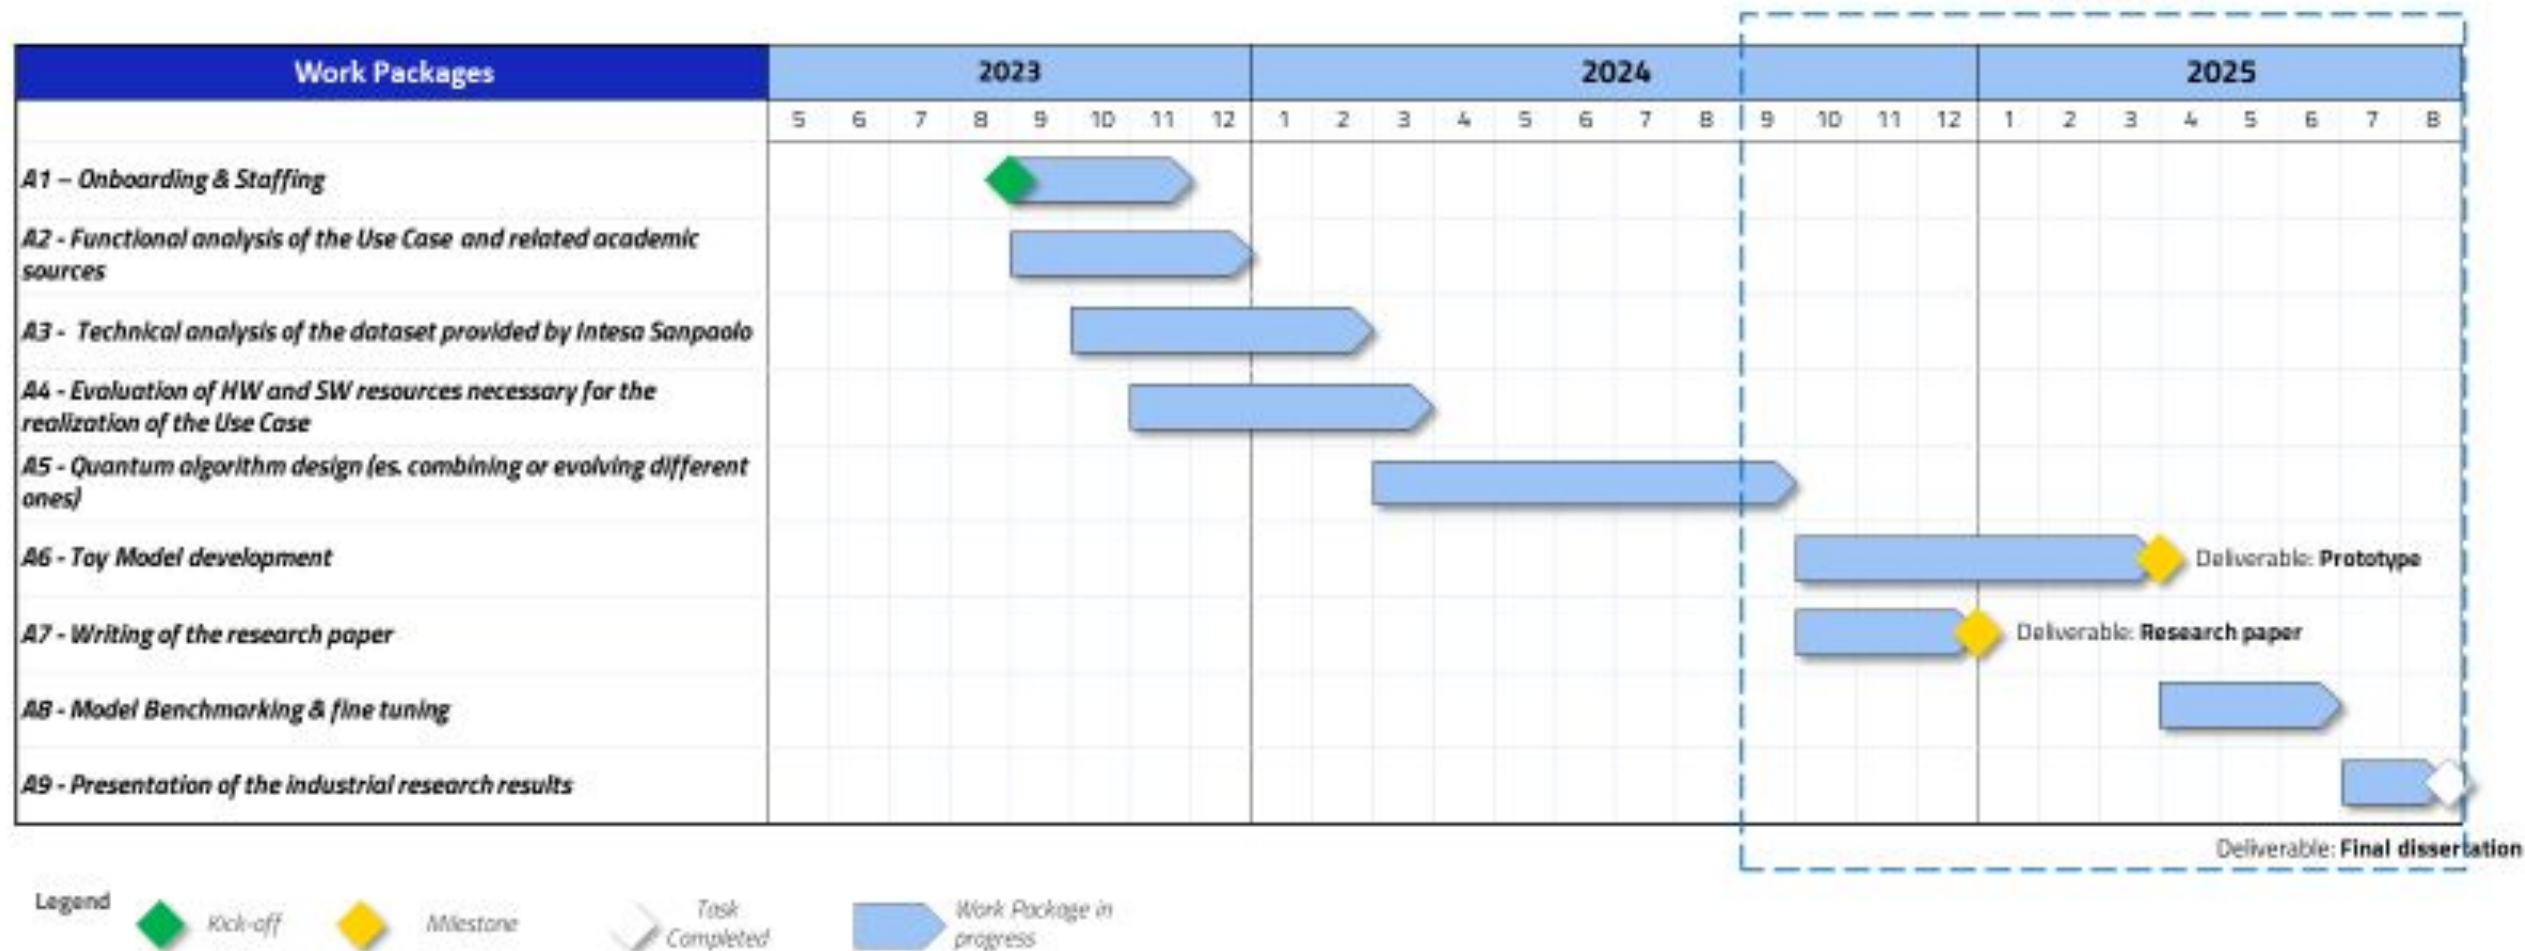 Work Packages 2023 2024 2025
5 6 7 8 9 10 11 12 1 2 3 4 5 6 7 8 9 10 11 12 1 2 3 4 5 6 7 8
A1 – Onboarding & Staffing
A2 - Functional analysis of the Use Case and related academic
sources
A3 - Technical analysis of the dataset provided by Intesa Sanpaolo
A4 - Evaluation of HW and SW resources necessary for the
realization of the Use Case
A5 - Quantum algorithm design (es. combining or evolving different
ones)
A6 - Toy Model development
Deliverable: Prototype
A7 - Writing of the research paper
Deliverable: Research paper
A8 - Model Benchmarking & fine tuning
A9 - Presentation of the industrial research results
Deliverable: Final dissertation
Legend
Kick-off
Milestone
Task
Completed
Work Package in
progress